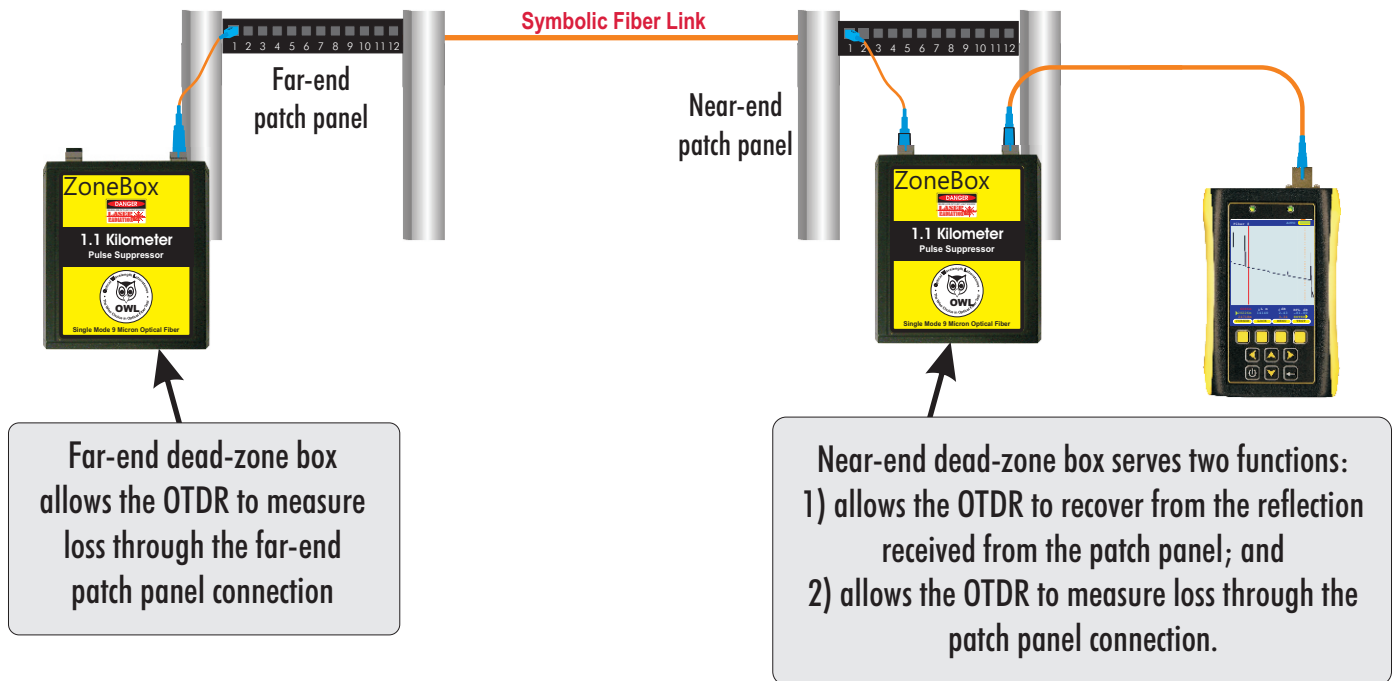 Symbolic Fiber Link
1 2 3 4 5 6 7 8 9 10 11 12
Far-end
patch panel
1 2 3 4 5 6 7 8 9 10 11 12
Near-end
patch panel
ZoneBox
DANGER
LASER
RADIATION
1.1 Kilometer
Pulse Suppressor
OWL
Single Mode 9 Micron Optical Fiber
ZoneBox
DANGER
LASER
RADIATION
1.1 Kilometer
Pulse Suppressor
OWL
Single Mode 9 Micron Optical Fiber
Far-end dead-zone box
allows the OTDR to measure
loss through the far-end
patch panel connection
Near-end dead-zone box serves two functions:
1) allows the OTDR to recover from the reflection
received from the patch panel; and
2) allows the OTDR to measure loss through the
patch panel connection.